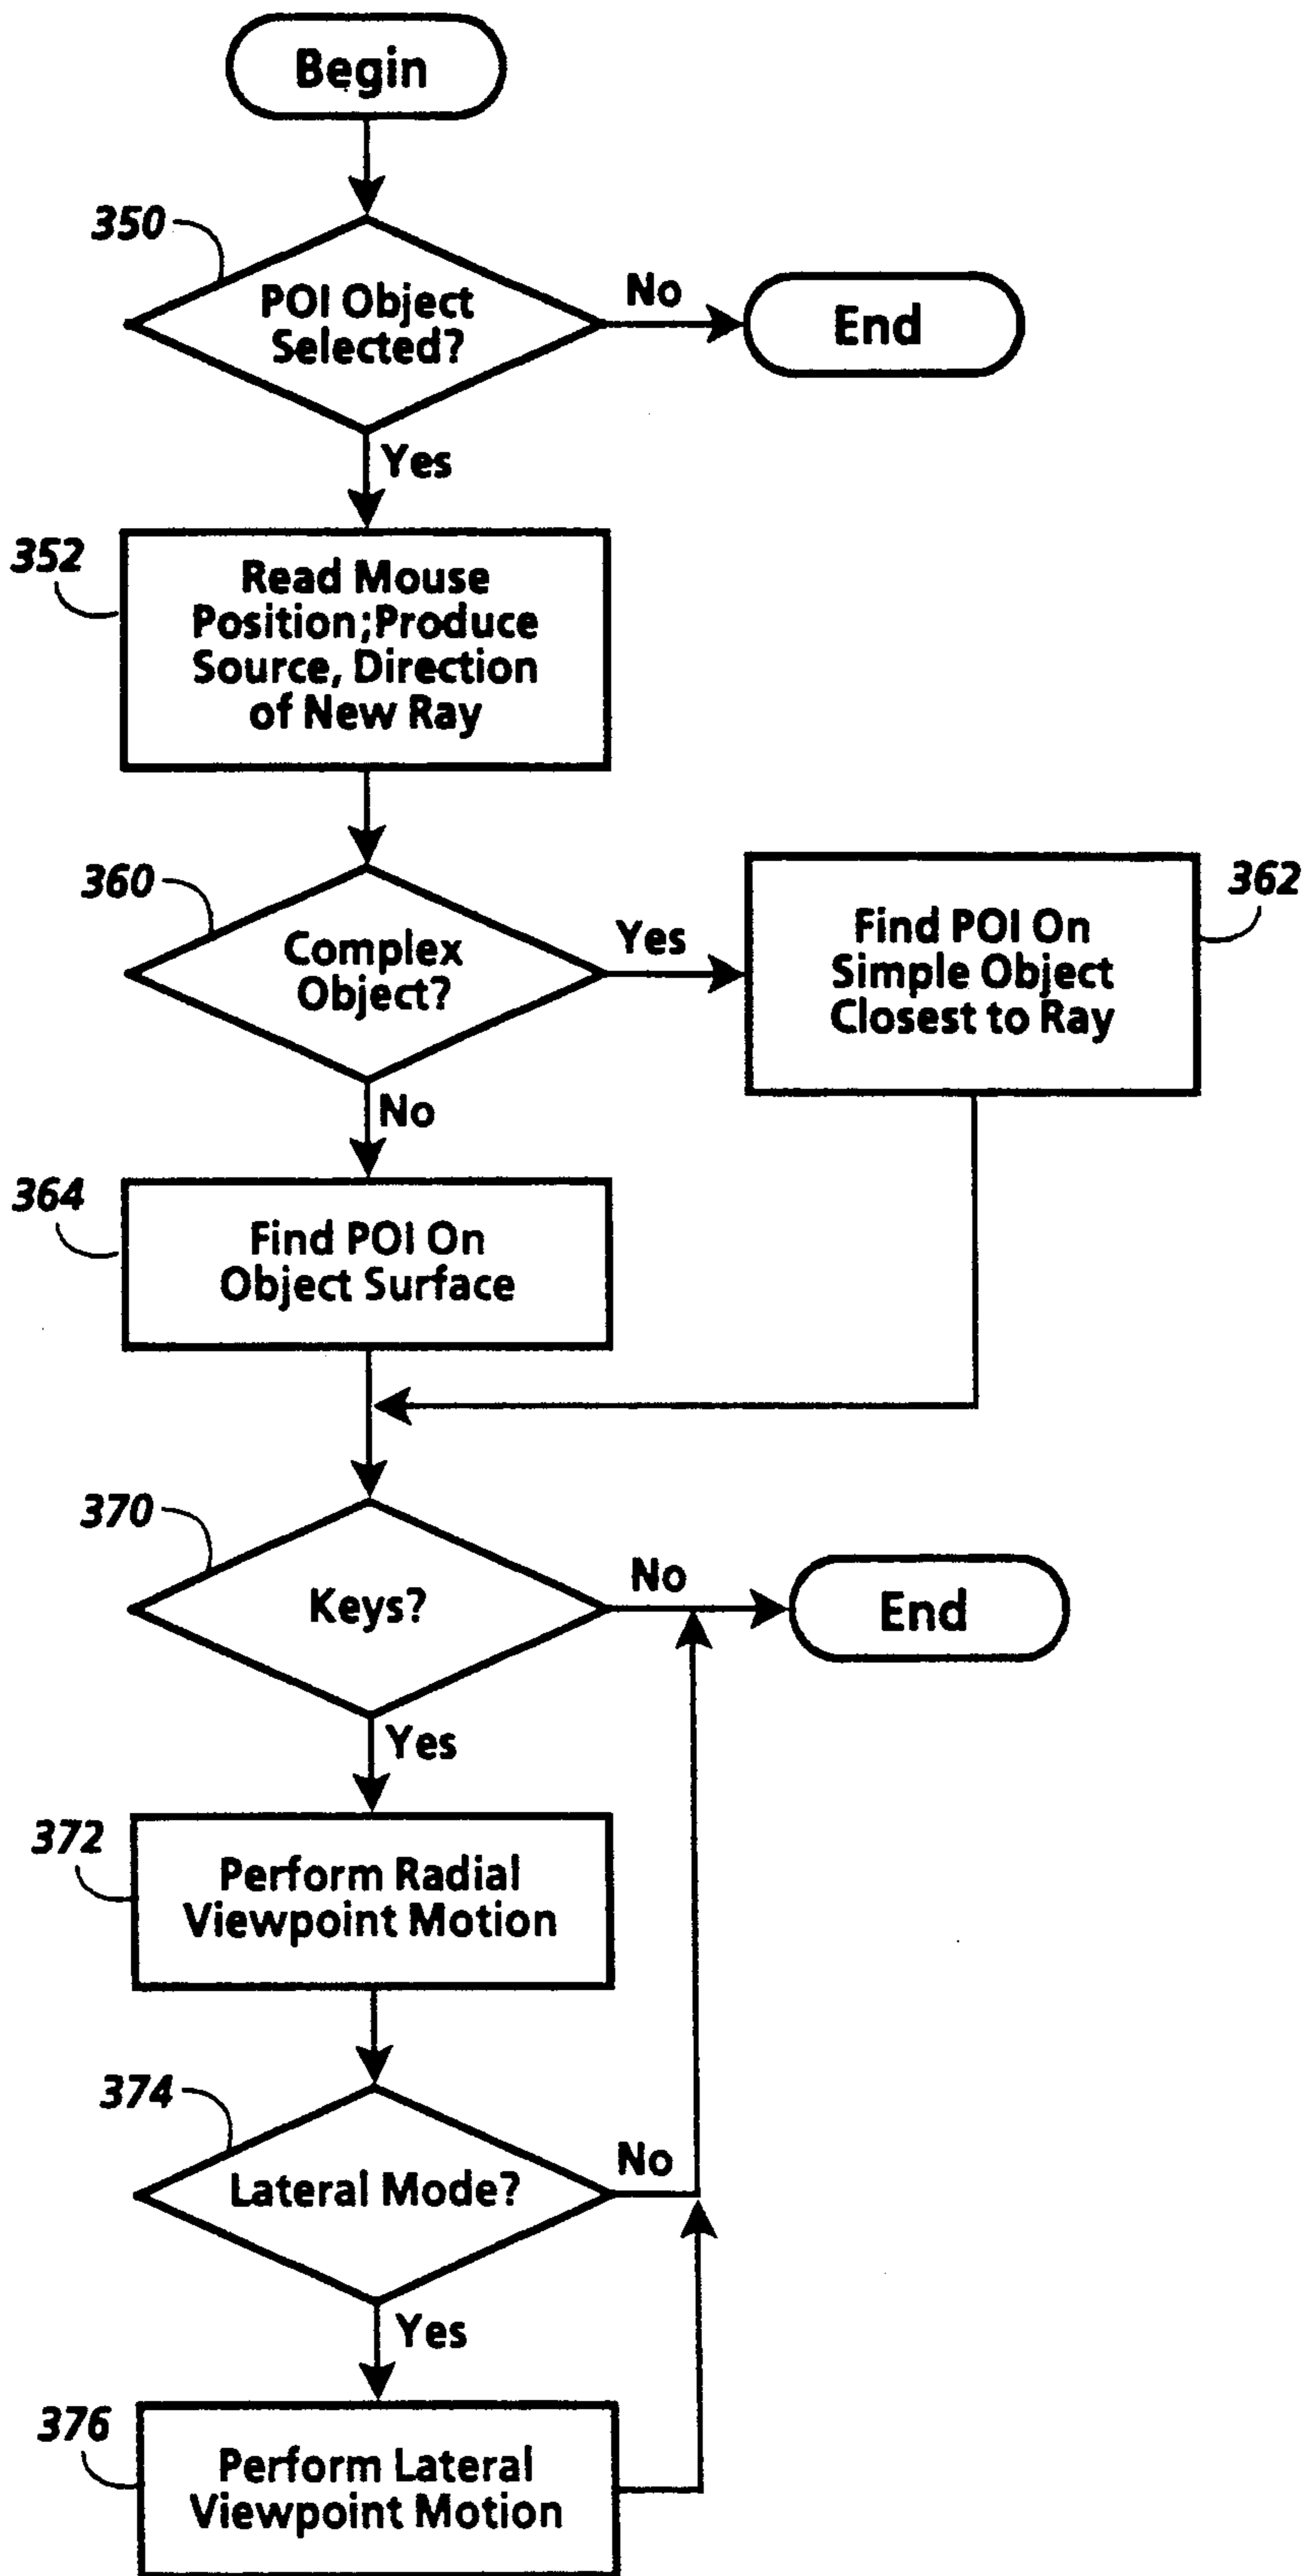 Begin
350
POI Object
Selected?
No
End
Yes
352
Read Mouse
Position;Produce
Source, Direction
of New Ray
360
Complex
Object?
Yes
362
Find POI On
Simple Object
Closest to Ray
No
364
Find POI On
Object Surface
370
Keys?
No
End
Yes
372
Perform Radial
Viewpoint Motion
374
Lateral Mode?
No
Yes
376
Perform Lateral
Viewpoint Motion